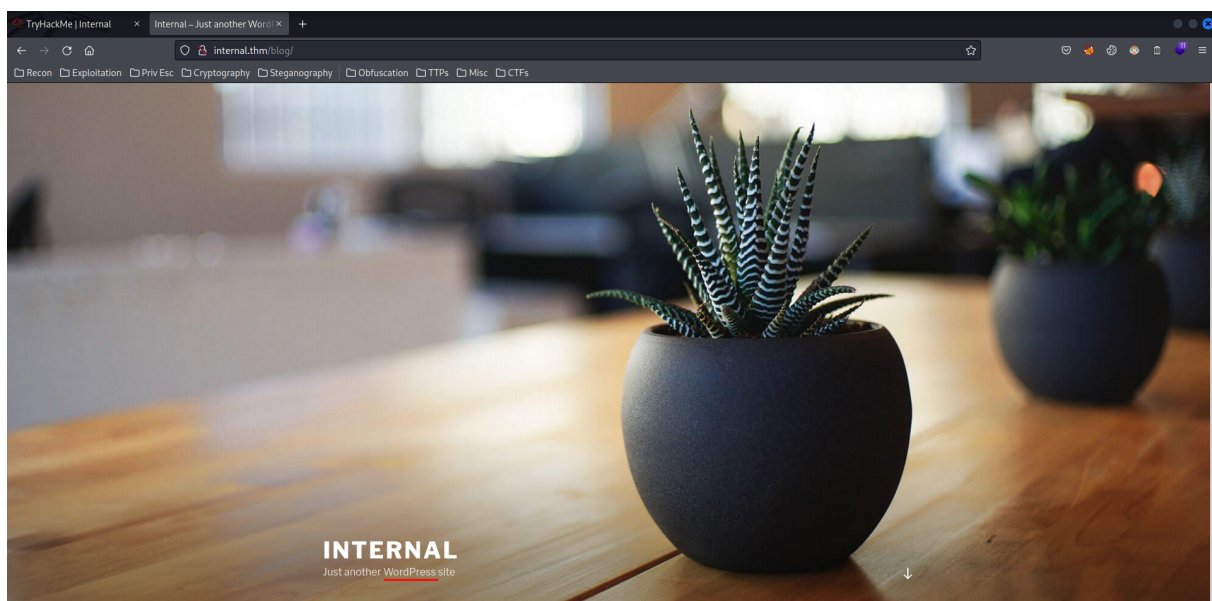 TryHackMe | Internal
Internal – Just another Word
internal.thm/blog/
Recon Exploitation Priv Esc Cryptography Steganography Obfuscation TTPs Misc CTFs
INTERNAL
Just another WordPress site